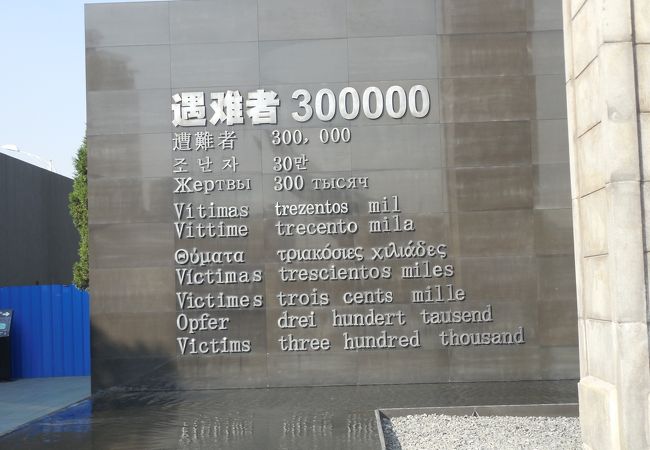 遇难者 300000
遭難者 300,000
조난자 30만
Жертвы 300 тысяч
Vítimas trezentos mil
Vittime trecento mila
Θύματα τριακόσιες χιλιάδες
Víctimas trescientos miles
Victimes trois cents mille
Opfer drei hundert tausend
Victims three hundred thousand